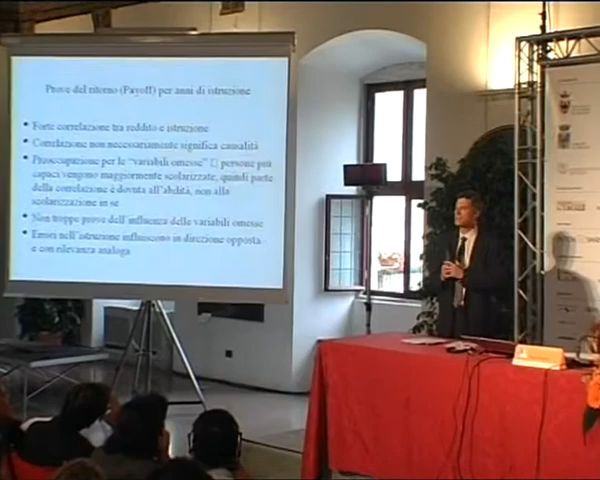 Prove del ritorno (Payoff) per anni di istruzione
• Forte correlazione tra reddito e istruzione
• Correlazione non necessariamente significa causalità
• Preoccupazione per le "variabili omesse" persone più
capaci vengono maggiormente scolarizzate, quindi parte
della correlazione è dovuta all'abilità, non alla
scolarizzazione in se
• Non troppe prove dell'influenza delle variabili omesse
• Errori nell'istruzione influiscono in direzione opposta
e con rilevanza analoga